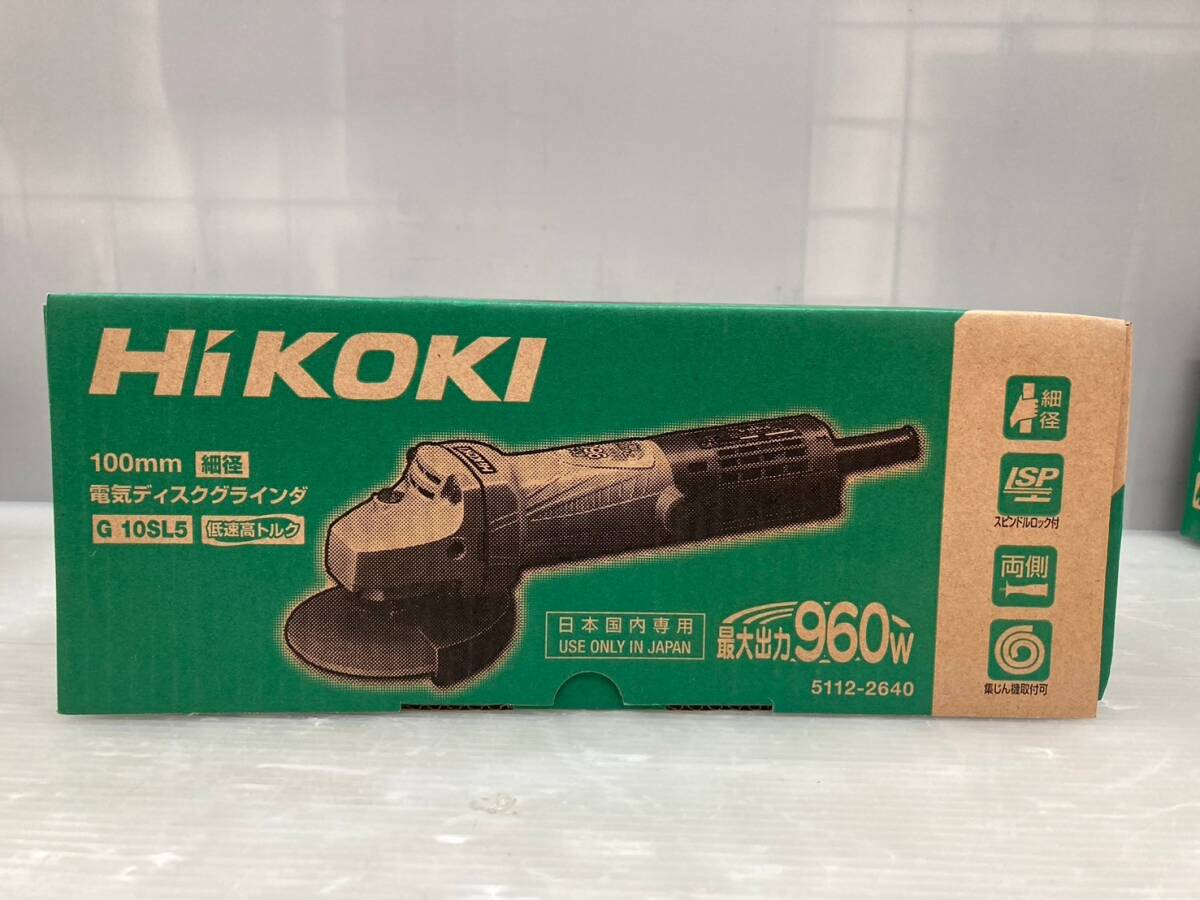 HiKOKI
100mm 細径
電気ディスクグラインダ
G 10SL5 低速高トルク
日本国内専用
USE ONLY IN JAPAN
最大出力960W
5112-2640
細径
ISP
スピンドルロック付
両側
集じん機取付可